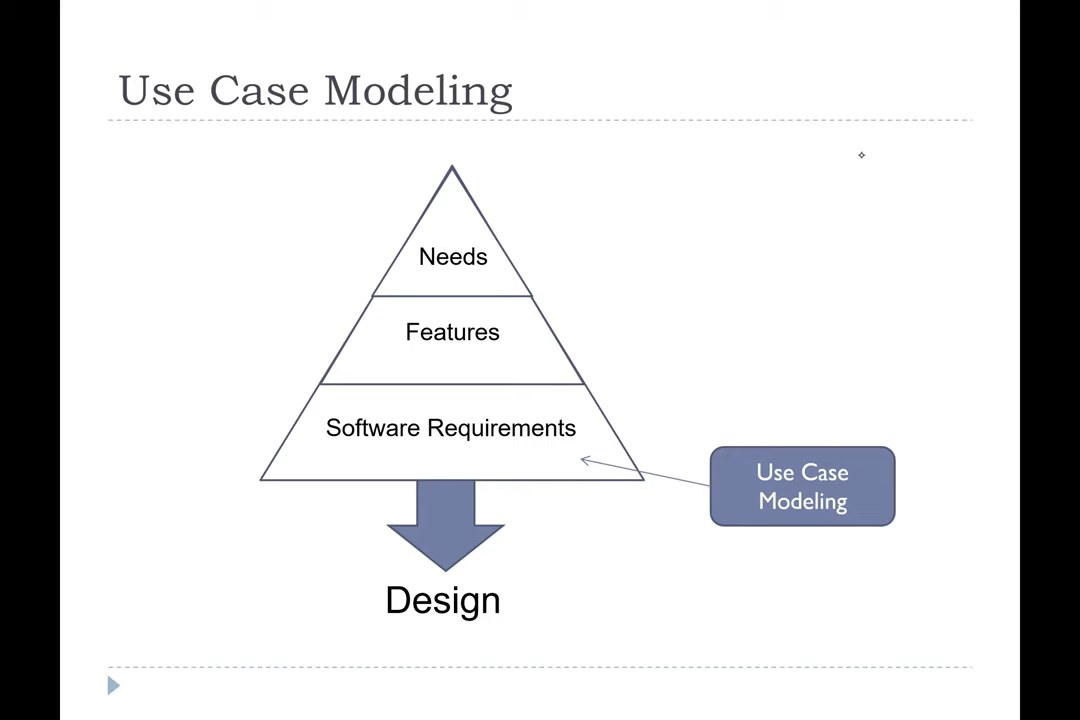 Use Case Modeling
Needs
Features
Software Requirements
Use Case
Modeling
Design